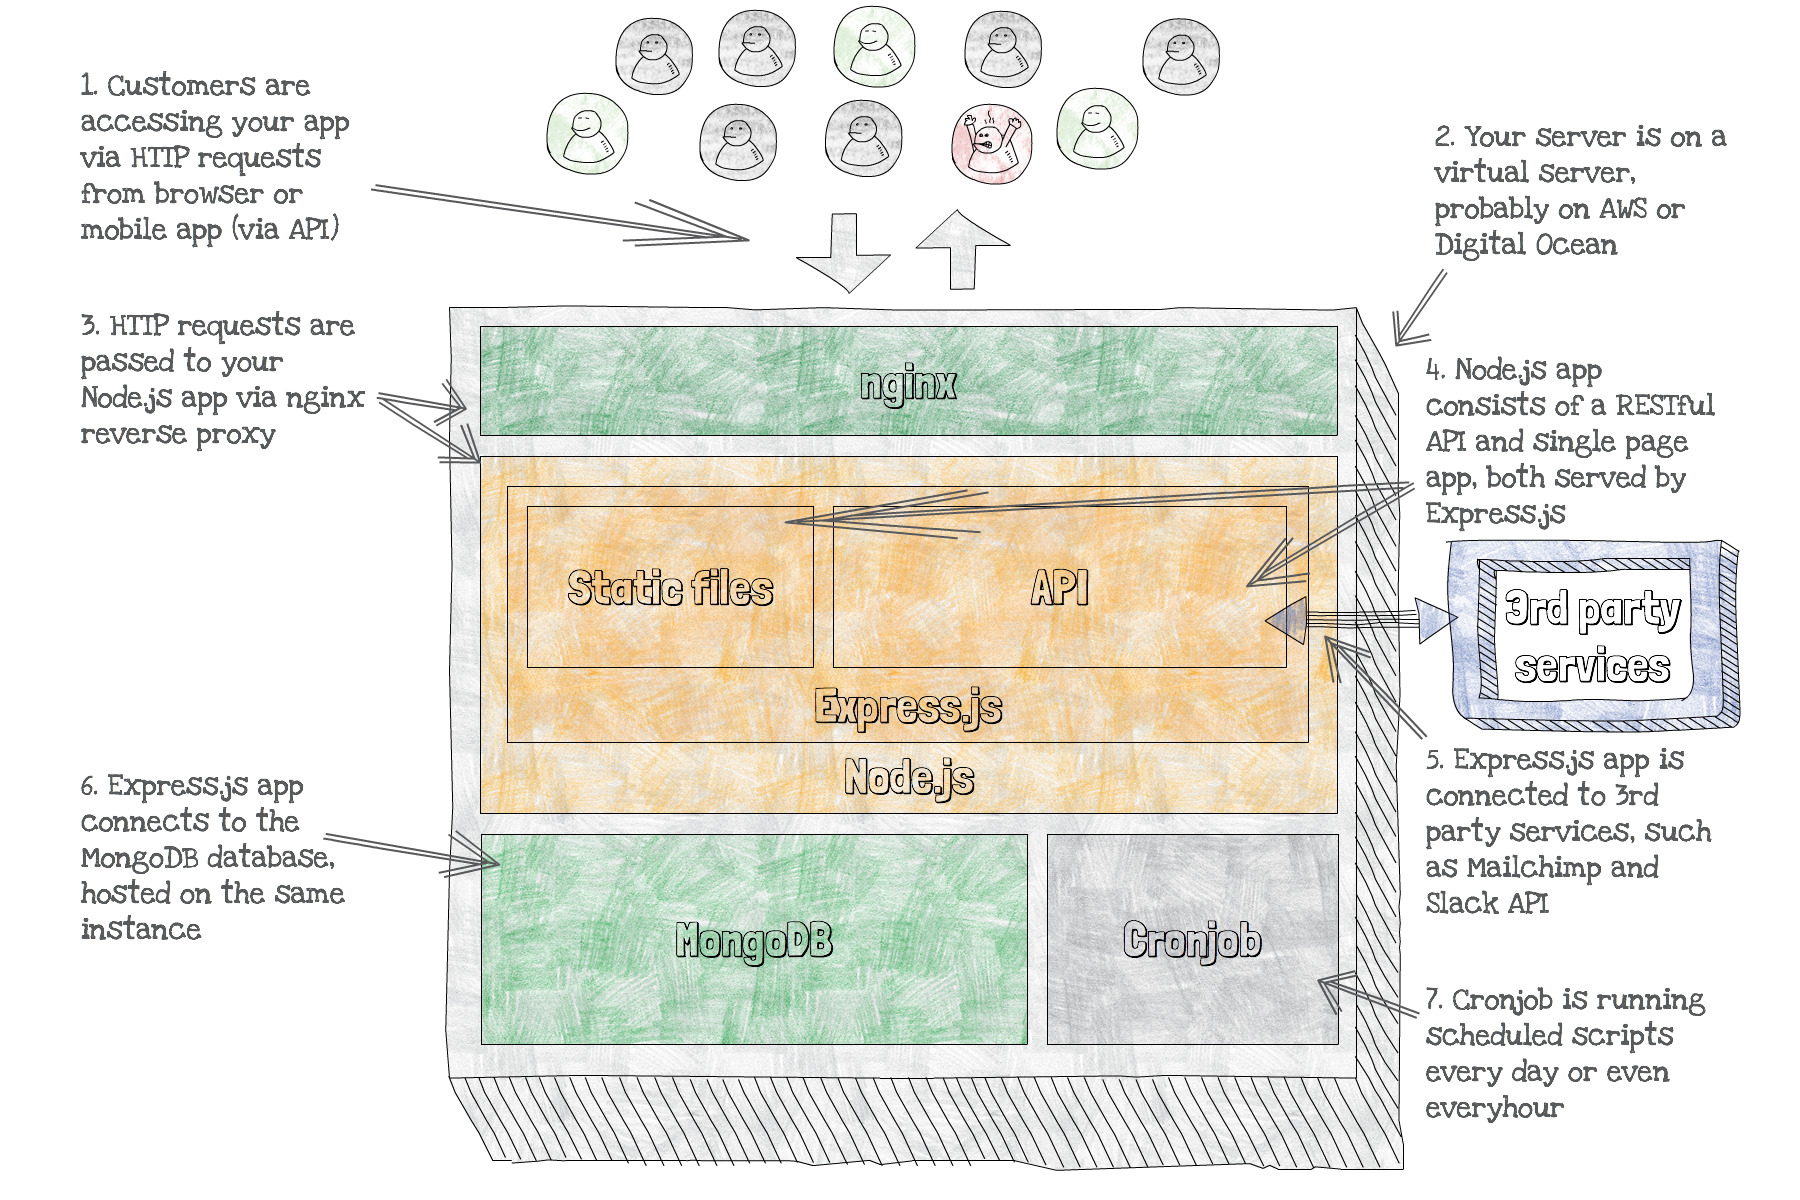 1. Customers are
accessing your app
via HTTP requests
from browser or
mobile app (via API)
2. Your server is on a
virtual server,
probably on AWS or
Digital Ocean
3. HTTP requests are
passed to your
Node.js app via nginx
reverse proxy
nginx
4. Node.js app
consists of a RESTful
API and single page
app, both served by
Express.js
Static files
API
Express.js
Node.js
3rd party
services
5. Express.js app is
connected to 3rd
party services, such
as Mailchimp and
Slack API
6. Express.js app
connects to the
MongoDB database,
hosted on the same
instance
MongoDB
Cronjob
7. Cronjob is running
scheduled scripts
every day or even
everyhour